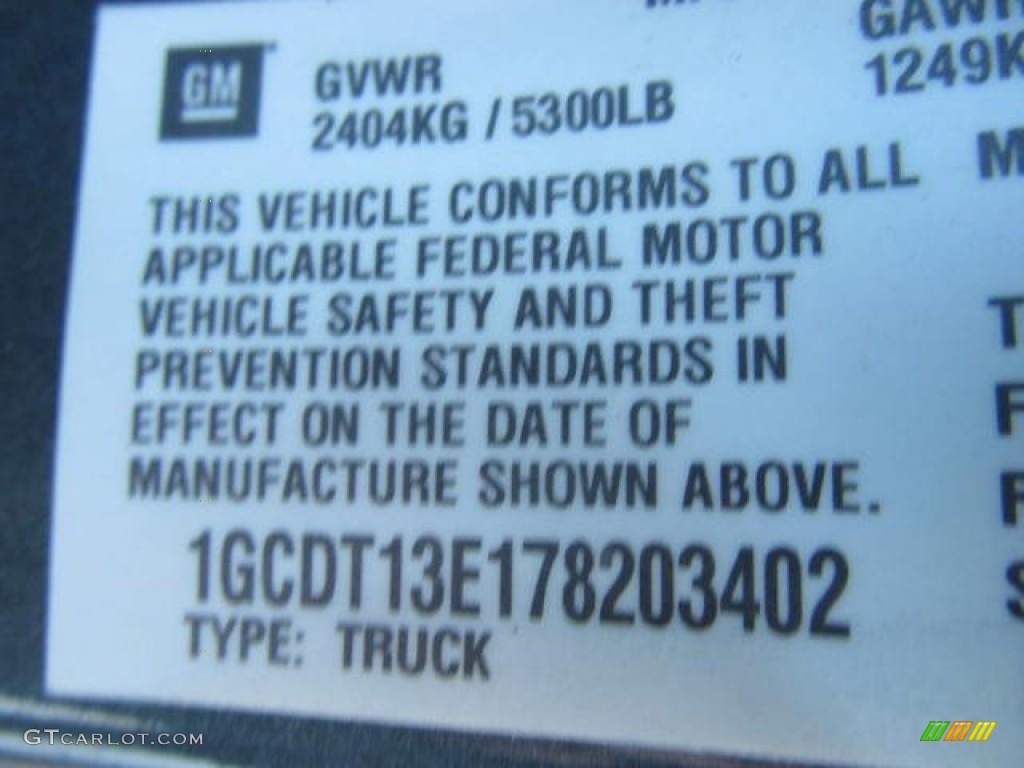 GM
GVWR
2404KG / 5300LB
1249K
THIS VEHICLE CONFORMS TO ALL
APPLICABLE FEDERAL MOTOR
VEHICLE SAFETY AND THEFT
PREVENTION STANDARDS IN
EFFECT ON THE DATE OF
MANUFACTURE SHOWN ABOVE.
1GCDT13E178203402
TYPE: TRUCK
GTCARLOT.COM